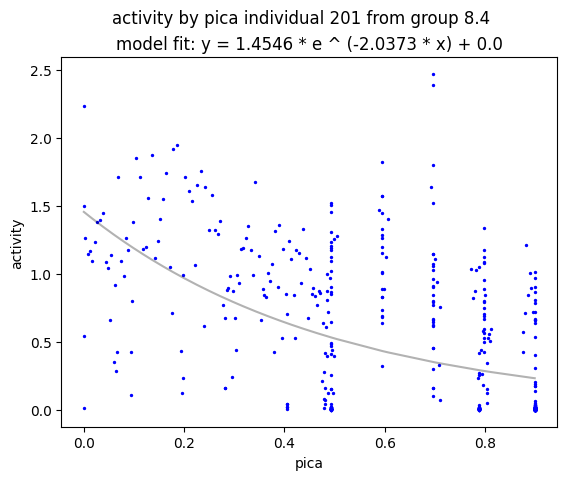 activity by pica individual 201 from group 8.4
model fit: y = 1.4546 * e ^ (-2.0373 * x) + 0.0
2.5
2.0
1.5
1.0
0.5
0.0
activity
0.0 0.2 0.4 0.6 0.8
pica